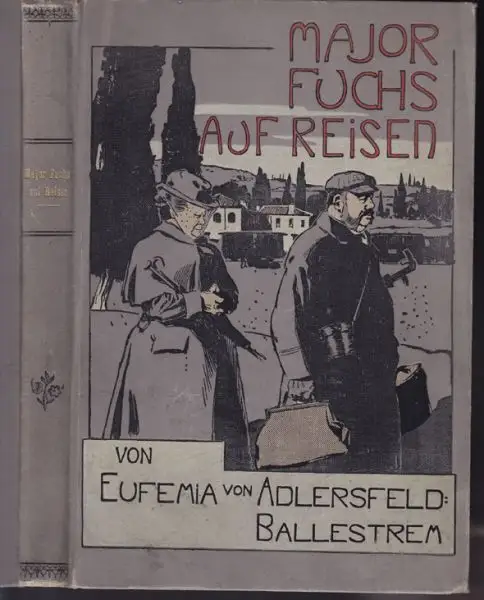 MAJOR
FUCHS
AUF REISEN
VON
EUFEMIA VON ADLERSFELD:
BALLESTREM
Major Fuchs
auf Reisen